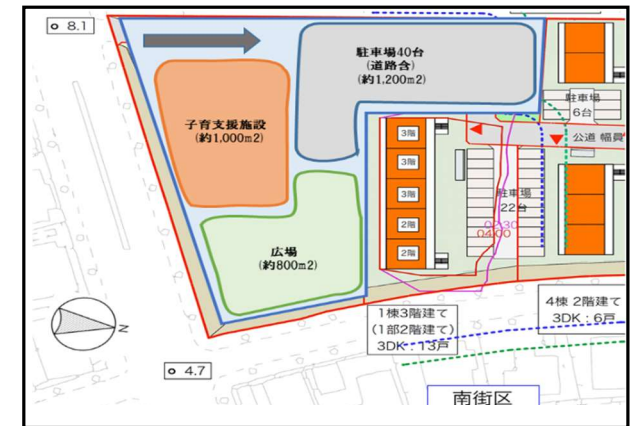 8.1
駐車場40台
(道路含)
(約1,200m2)
子育支援施設
(約1,000m2)
駐車場
6台
公道 幅員
3階
3階
3階
2階
2階
駐車場
22台
02:30
04:00
広場
(約800m2)
N
1棟3階建て
(1部2階建て)
3DK:13戸
4棟 2階建て
3DK:6戸
4.7
南街区